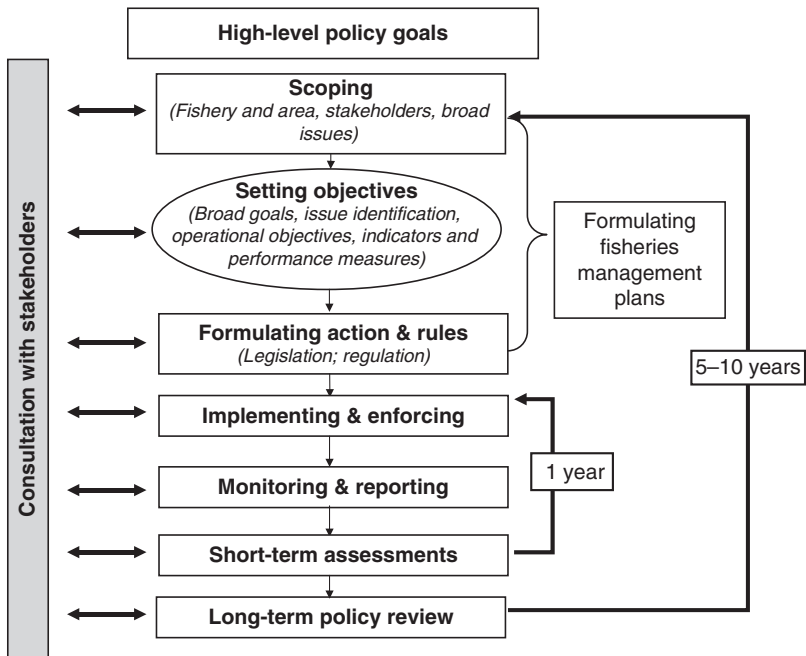 High-level policy goals
Consultation with stakeholders
Scoping
(Fishery and area, stakeholders, broad
issues)
Setting objectives
(Broad goals, issue identification,
operational objectives, indicators and
performance measures)
Formulating
fisheries
management
plans
Formulating action & rules
(Legislation; regulation)
5–10 years
Implementing & enforcing
1 year
Monitoring & reporting
Short-term assessments
Long-term policy review